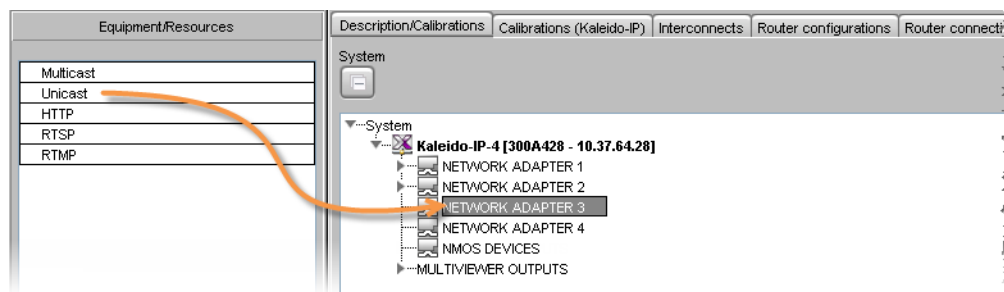 Equipment/Resources
Multicast
Unicast
HTTP
RTSP
RTMP
Description/Calibrations
Calibrations (Kaleido-IP)
Interconnects
Router configurations
Router connecti
System
System
Kaleido-IP-4 [300A428 - 10.37.64.28]
NETWORK ADAPTER 1
NETWORK ADAPTER 2
NETWORK ADAPTER 3
NETWORK ADAPTER 4
NMOS DEVICES
MULTIVIEWER OUTPUTS